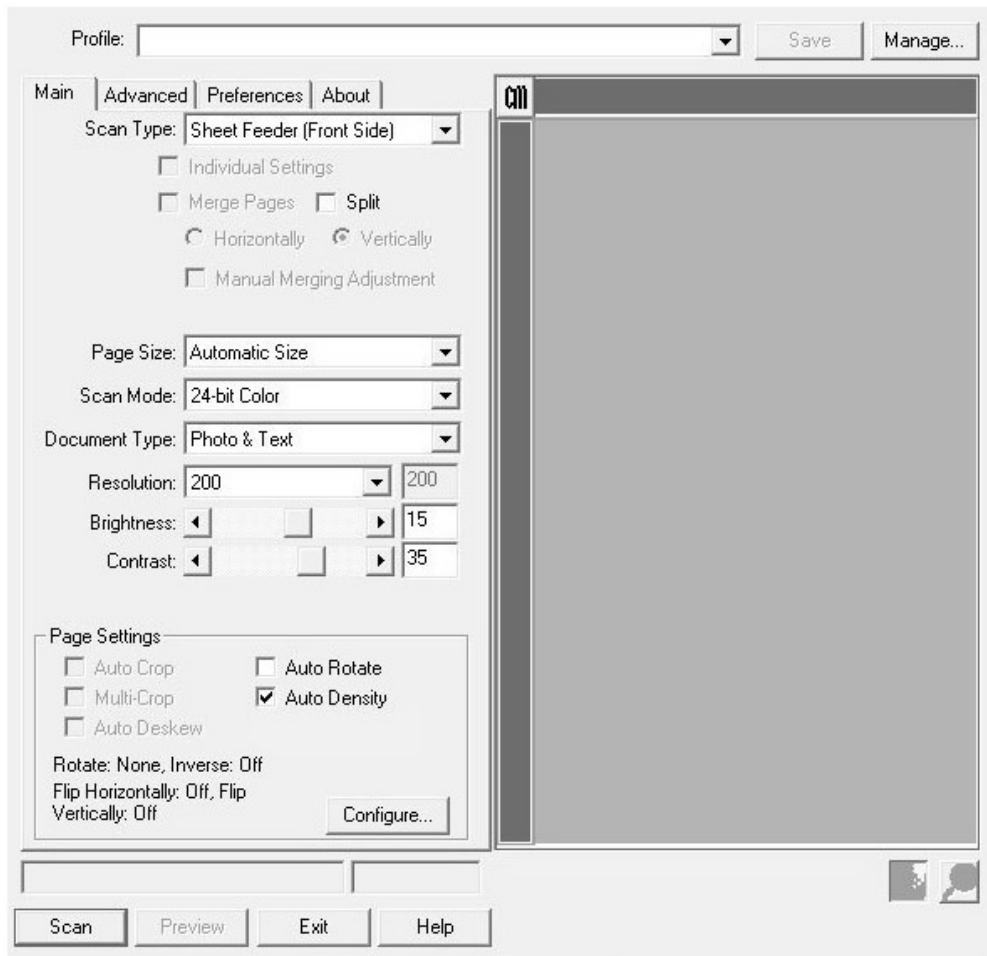 Profile: Save Manage...
Main Advanced Preferences About cm
Scan Type: Sheet Feeder (Front Side)
Individual Settings
Merge Pages Split
Horizontally Vertically
Manual Merging Adjustment
Page Size: Automatic Size
Scan Mode: 24-bit Color
Document Type: Photo & Text
Resolution: 200 200
Brightness: 15
Contrast: 35
Page Settings
Auto Crop Auto Rotate
Multi-Crop Auto Density
Auto Deskew
Rotate: None, Inverse: Off
Flip Horizontally: Off, Flip
Vertically: Off
Configure...
Scan Preview Exit Help